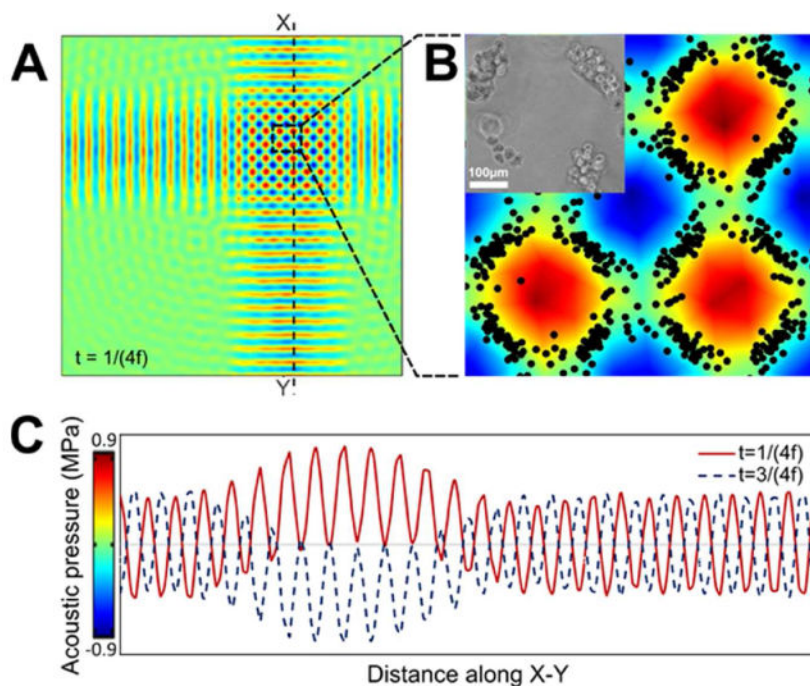 X
A
t = 1/(4f)
Y
B
100µm
C
0.9
Acoustic pressure (MPa)
-0.9
t=1/(4f)
t=3/(4f)
Distance along X-Y